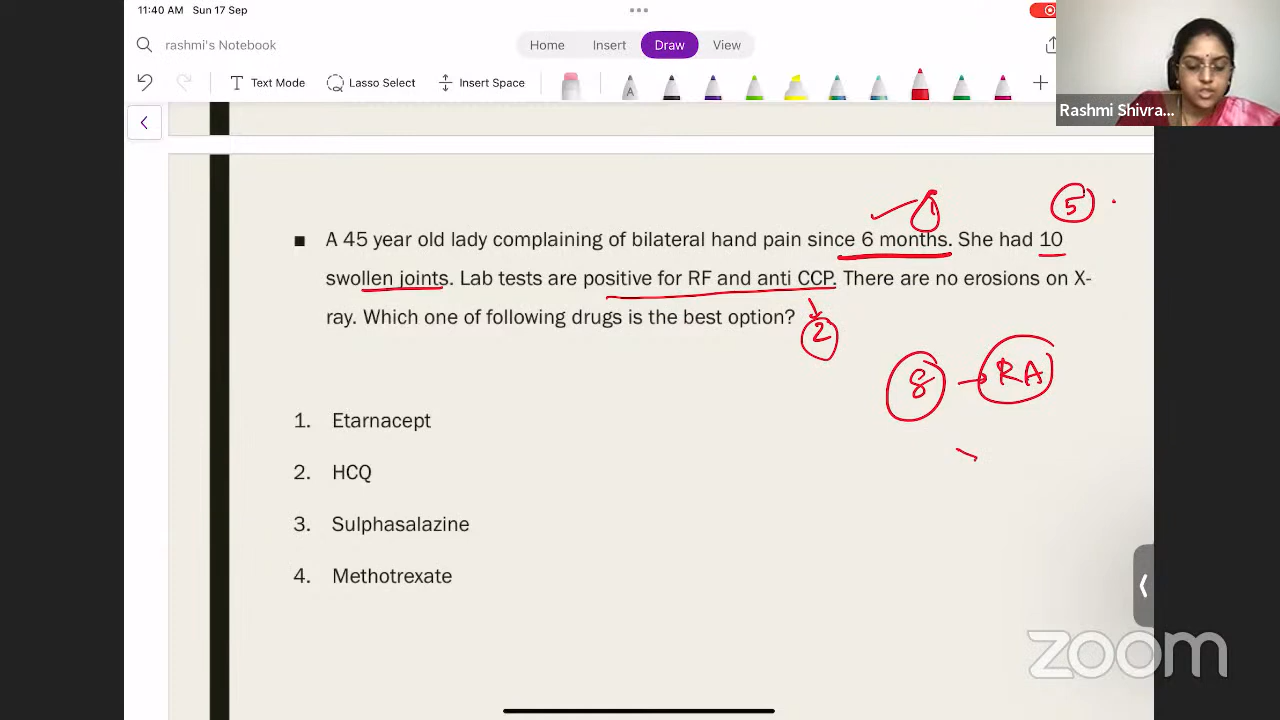 11:40 AM Sun 17 Sep
rashmi's Notebook
Home Insert Draw View
Text Mode Lasso Select Insert Space
A
Rashmi Shivra...
1
5
■ A 45 year old lady complaining of bilateral hand pain since 6 months. She had 10
swollen joints. Lab tests are positive for RF and anti CCP. There are no erosions on X-
ray. Which one of following drugs is the best option?
2
8 → RA
1. Etarnacept
2. HCQ
3. Sulphasalazine
4. Methotrexate
zoom